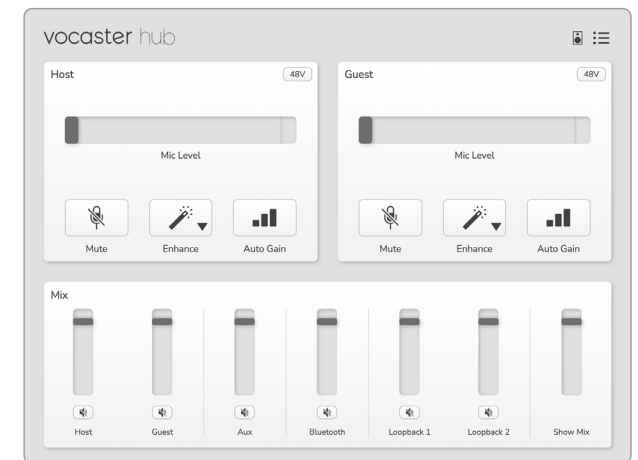 vocaster hub
Host 48V
Mic Level
Mute Enhance Auto Gain
Guest 48V
Mic Level
Mute Enhance Auto Gain
Mix
Host Guest Aux Bluetooth Loopback 1 Loopback 2 Show Mix